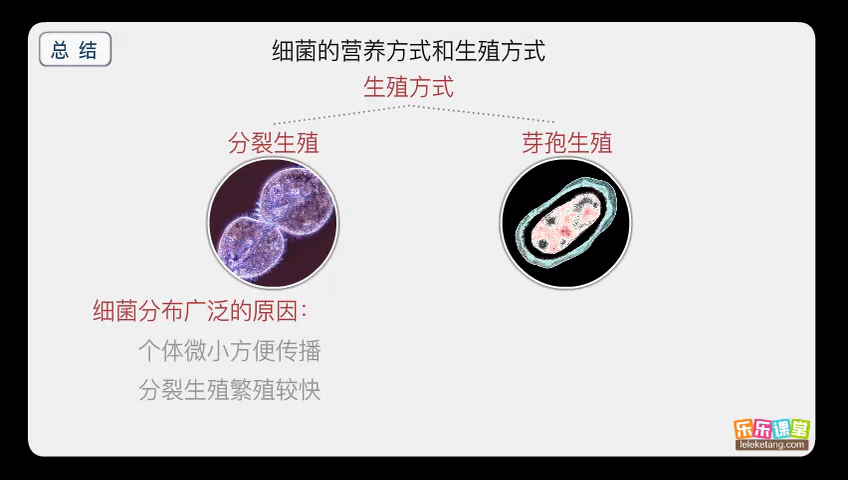 总 结
细菌的营养方式和生殖方式
生殖方式
分裂生殖
芽孢生殖
细菌分布广泛的原因：
个体微小方便传播
分裂生殖繁殖较快
乐乐课堂
leleketang.com